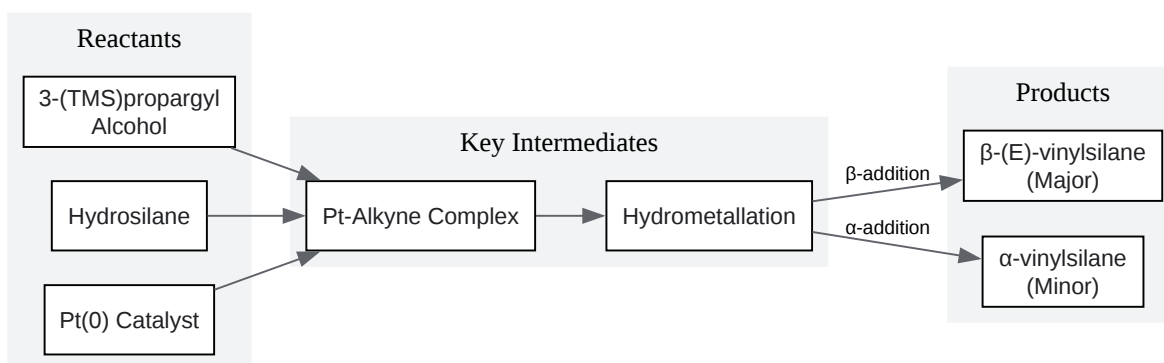 Reactants
3-(TMS)propargyl
Alcohol
Hydrosilane
Pt(0) Catalyst
Key Intermediates
Pt-Alkyne Complex
Hydrometallation
β-addition
α-addition
Products
β-(E)-vinylsilane
(Major)
α-vinylsilane
(Minor)